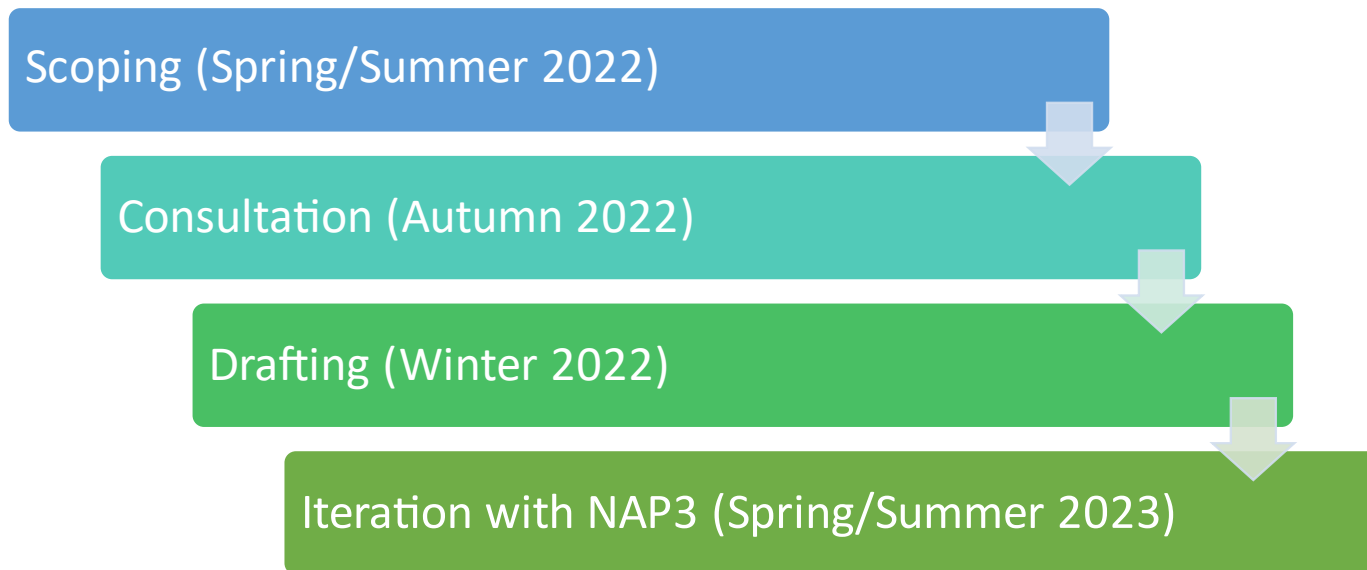 Scoping (Spring/Summer 2022)
Consultation (Autumn 2022)
Drafting (Winter 2022)
Iteration with NAP3 (Spring/Summer 2023)